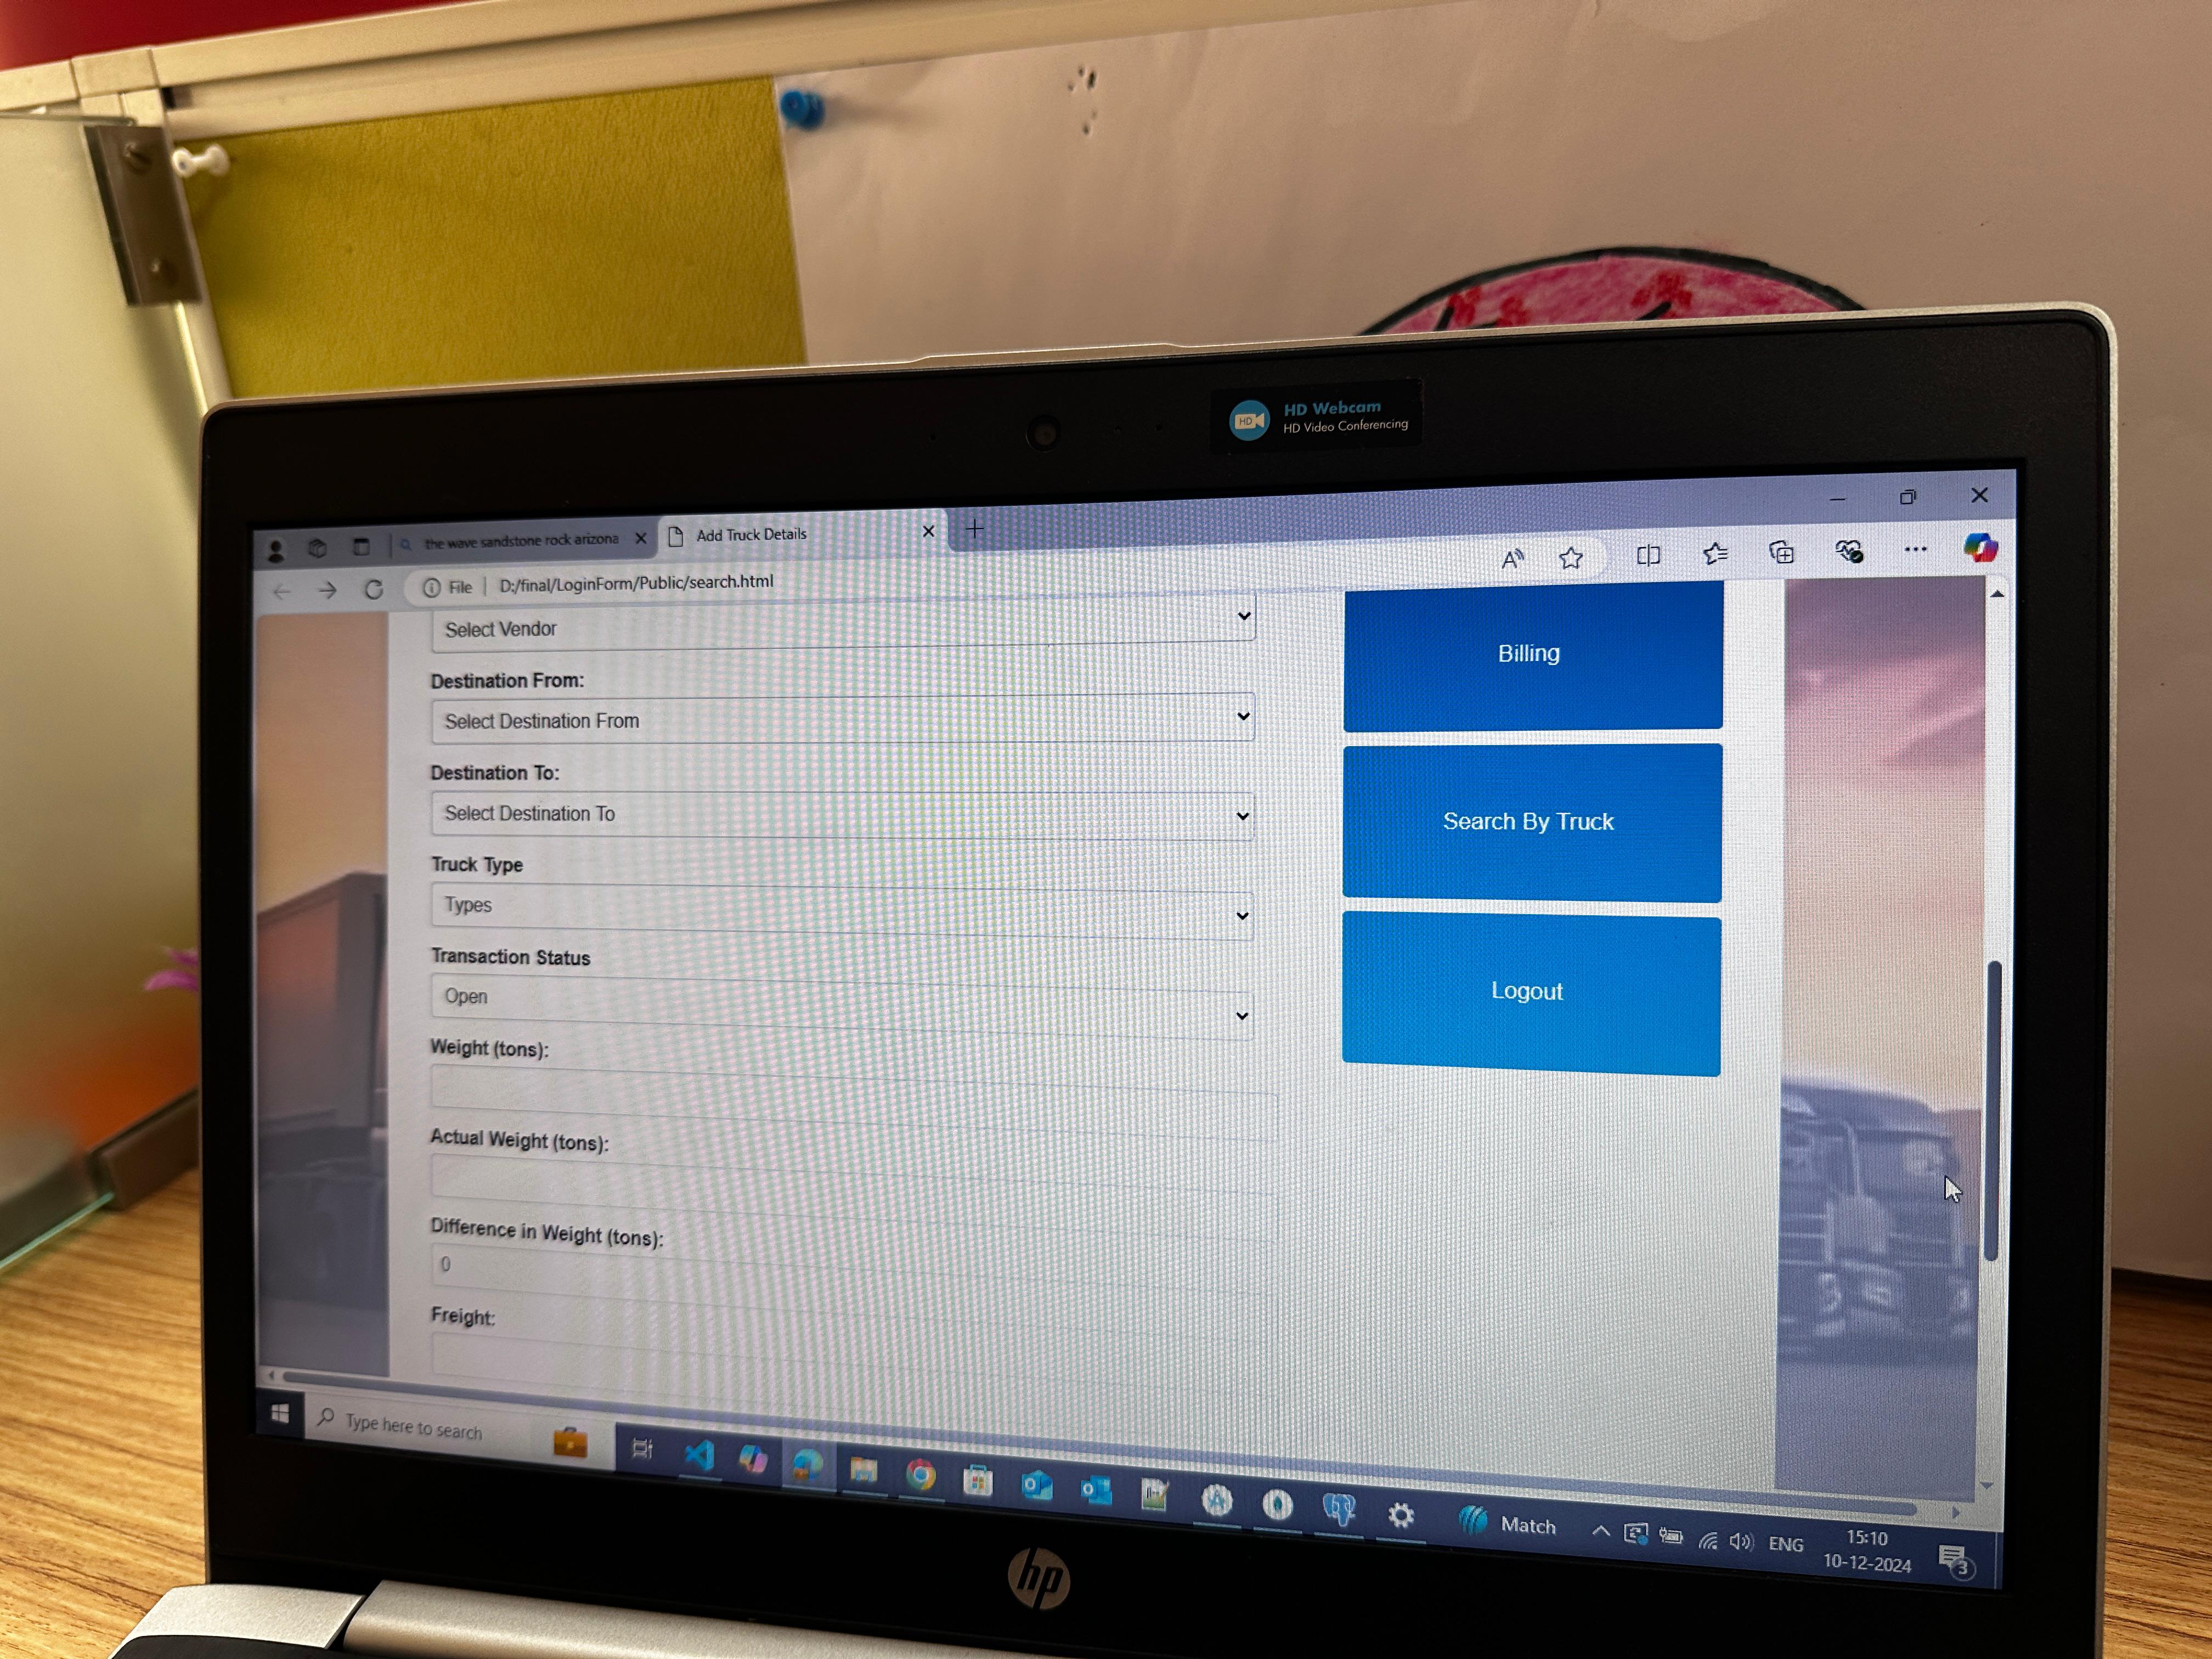 HD Webcam
HD
HD Video Conferencing
the wave sandstone rock arizona
Add Truck Details
File
D:/final/LoginForm/Public/search.html
Select Vendor
Destination From:
Select Destination From
Destination To:
Select Destination To
Truck Type
Types
Transaction Status
Open
Weight (tons):
Actual Weight (tons):
Difference in Weight (tons):
0
Freight:
Billing
Search By Truck
Logout
Type here to search
Match
ENG
15:10
10-12-2024
3
hp